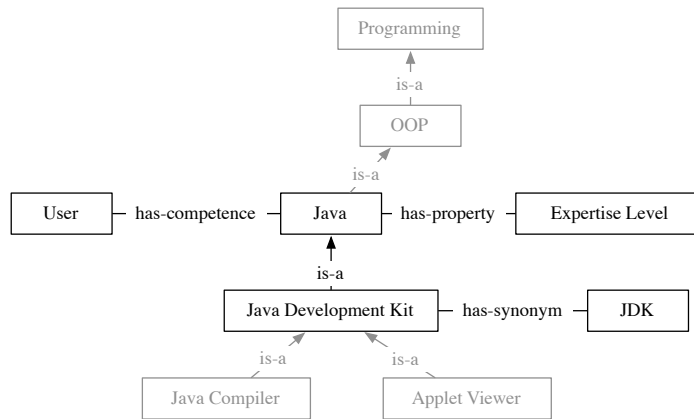 Programming
is-a
OOP
is-a
User has-competence Java has-property Expertise Level
is-a
Java Development Kit has-synonym JDK
is-a is-a
Java Compiler Applet Viewer